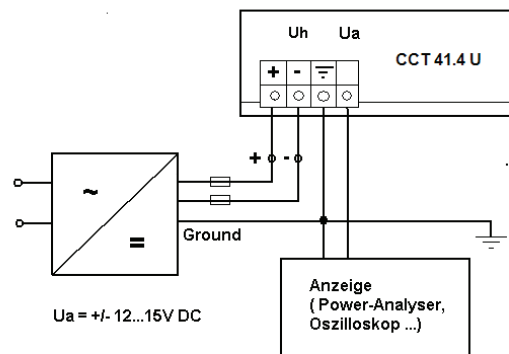 Uh Ua
CCT 41.4 U
+ -
+ -
~
=
Ground
Ua = +/- 12...15V DC
Anzeige
( Power-Analyser,
Oszilloskop ...)